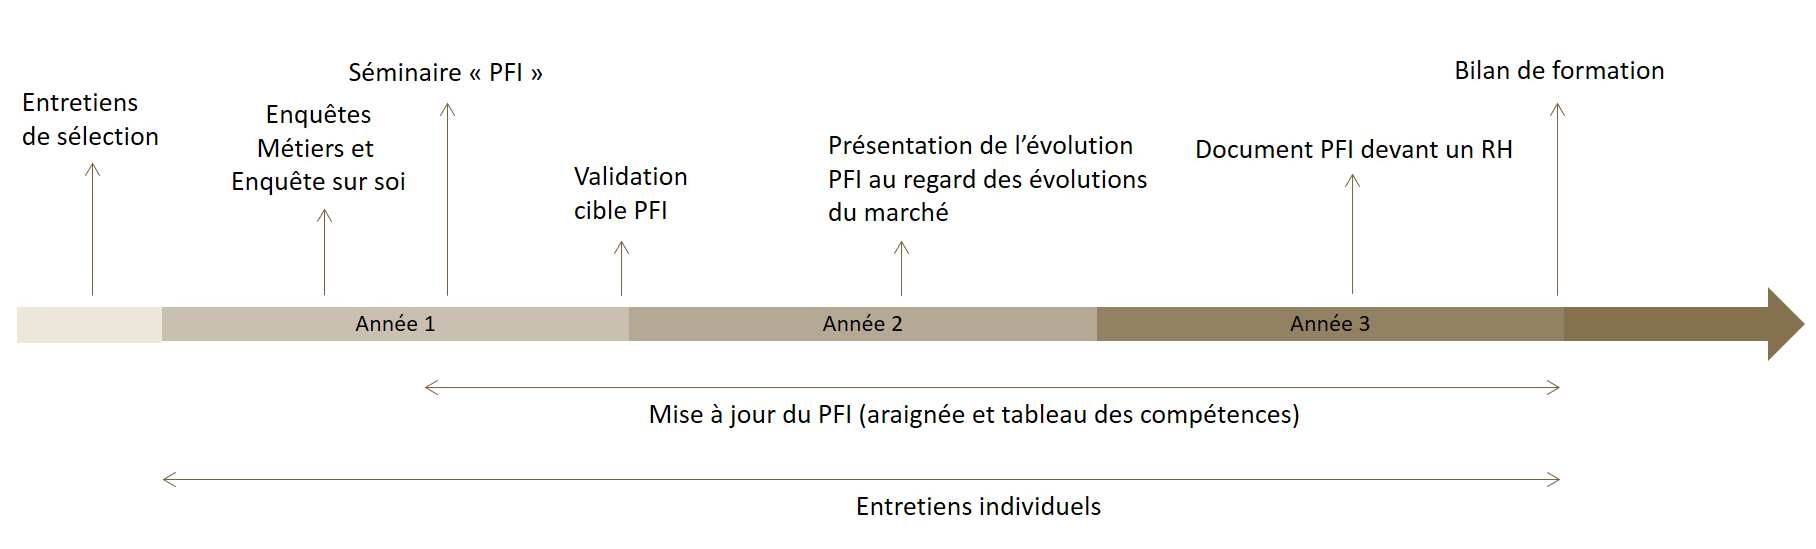 Séminaire « PFI »
Bilan de formation
Entretiens
de sélection
Enquêtes
Métiers et
Enquête sur soi
Validation
cible PFI
Présentation de l’évolution
PFI au regard des évolutions
du marché
Document PFI devant un RH
Année 1
Année 2
Année 3
Mise à jour du PFI (araignée et tableau des compétences)
Entretiens individuels